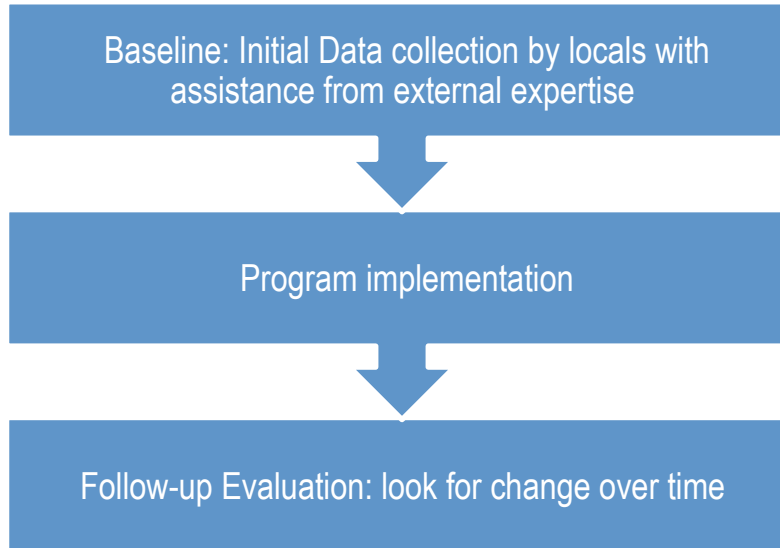 Baseline: Initial Data collection by locals with
assistance from external expertise
Program implementation
Follow-up Evaluation: look for change over time